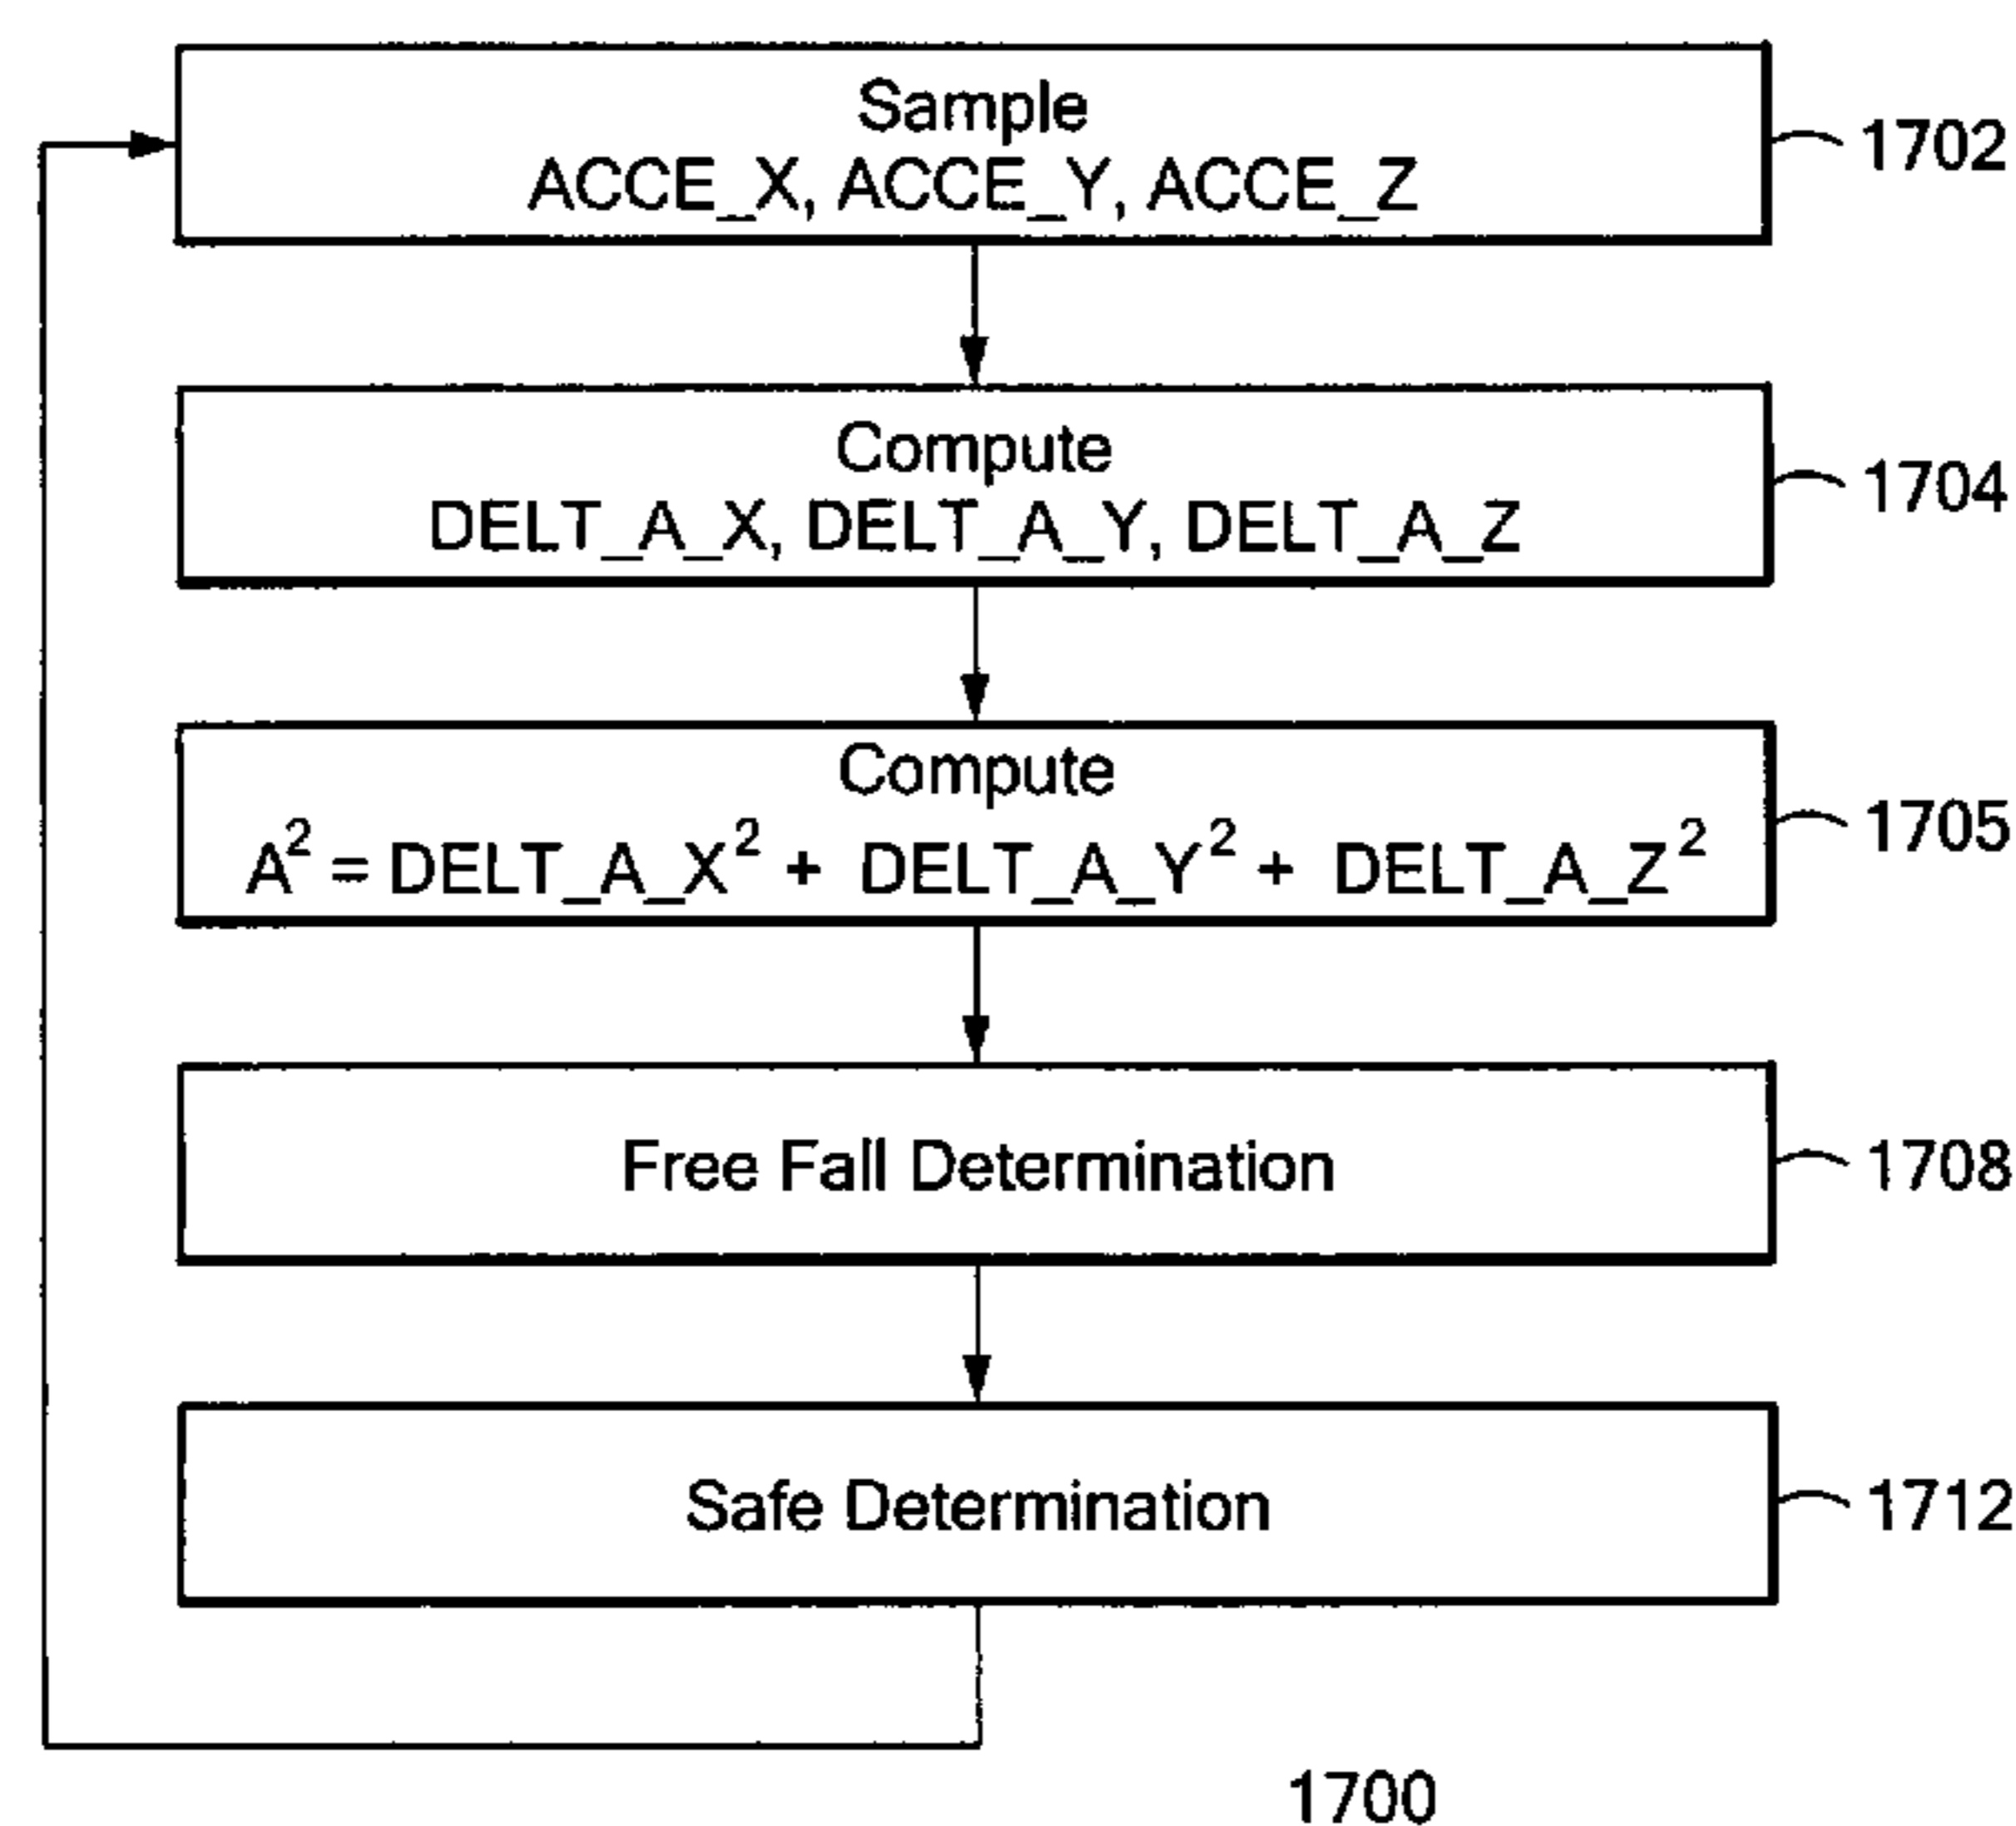 Sample
ACCE_X, ACCE_Y, ACCE_Z
1702
Compute
DELT_A_X, DELT_A_Y, DELT_A_Z
1704
Compute
A² = DELT_A_X² + DELT_A_Y² + DELT_A_Z²
1705
Free Fall Determination
1708
Safe Determination
1712
1700